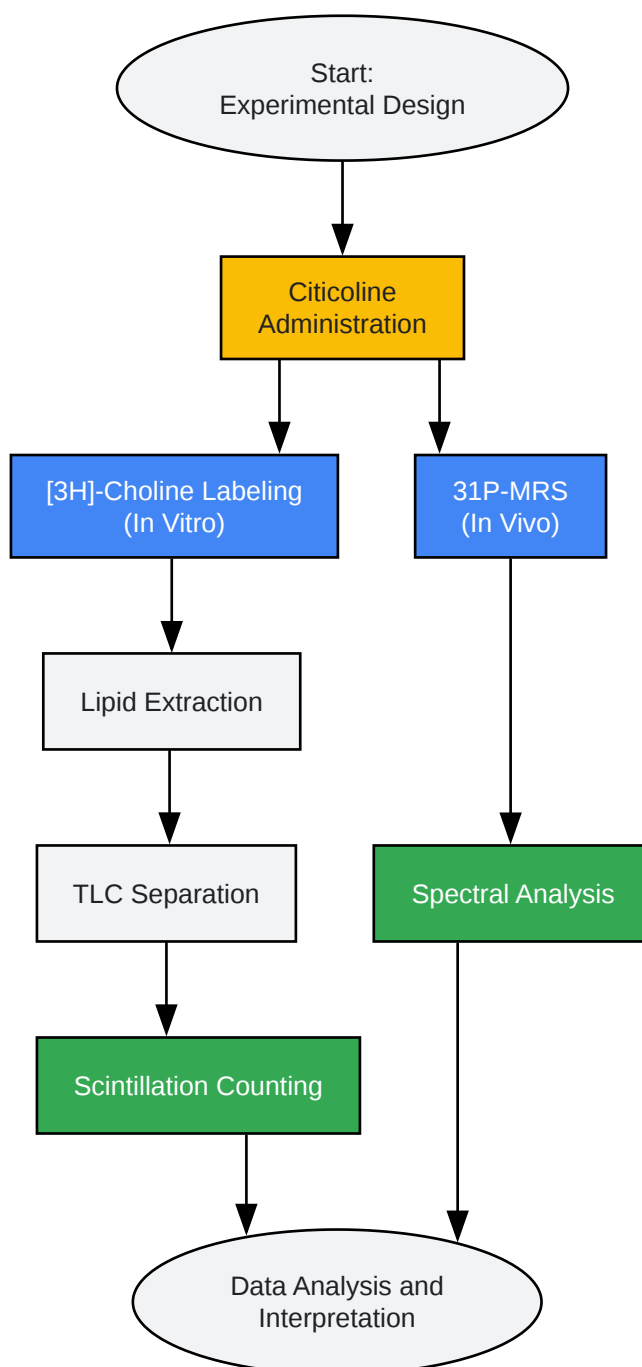 Start:
Experimental Design
Citicoline
Administration
[3H]-Choline Labeling
(In Vitro)
31P-MRS
(In Vivo)
Lipid Extraction
TLC Separation
Spectral Analysis
Scintillation Counting
Data Analysis and
Interpretation